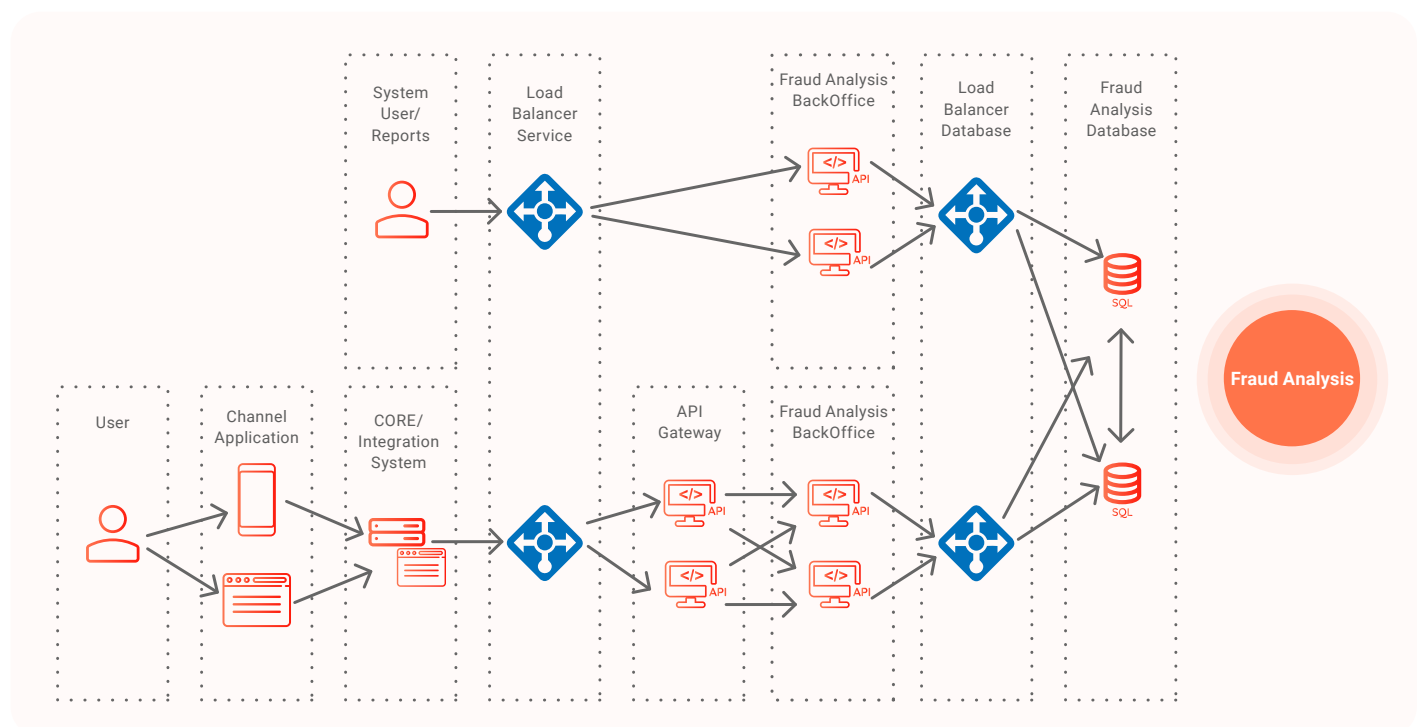 System
User/
Reports
Load
Balancer
Service
Fraud Analysis
BackOffice
Load
Balancer
Database
Fraud
Analysis
Database
</>
API
</>
API
SQL
Fraud Analysis
User
Channel
Application
CORE/
Integration
System
API
Gateway
Fraud Analysis
BackOffice
</>
API
</>
API
</>
API
</>
API
SQL